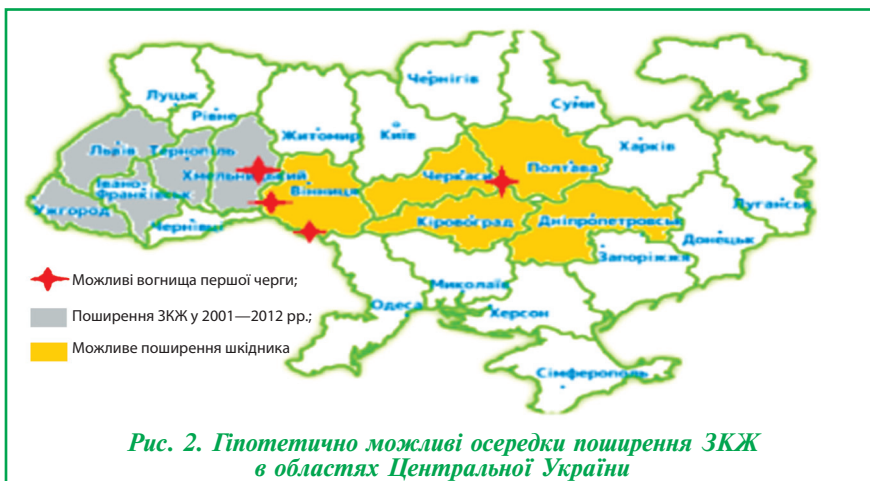 Чернігів
Луцьк
Суми
Рівне
Житомир
Київ
Харків
Львів
Тернопіль
Хмельницький
Черкаси
Полтава
Вінниця
Івано-
Франківськ
Луганськ
Ужгород
Кіровоград
Дніпропетровськ
Чернівці
Донецьк
Запоріжжя
Миколаїв
Одеса
Херсон
Сімферополь
Можливі вогнища першої черги;
Поширення ЗКЖ у 2001—2012 рр.;
Можливе поширення шкідника
Рис. 2. Гіпотетично можливі осередки поширення ЗКЖ
в областях Центральної України